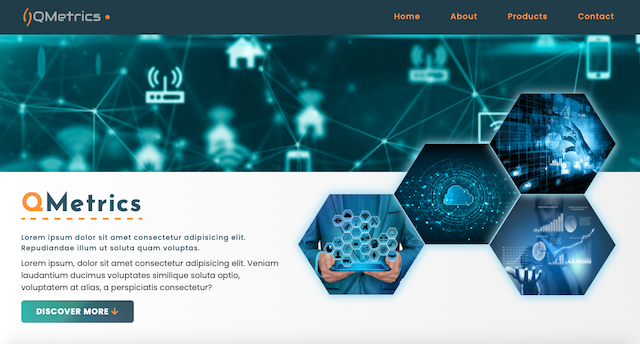 QMetrics
Home About Products Contact
QMetrics
Lorem ipsum dolor sit amet consectetur adipisicing elit.
Repudiandae illum ut soluta quam voluptas.
Lorem ipsum, dolor sit amet consectetur adipisicing elit. Veniam
laudantium ducimus voluptates similique soluta optio,
voluptatem at alias, a perspiciatis consectetur?
DISCOVER MORE